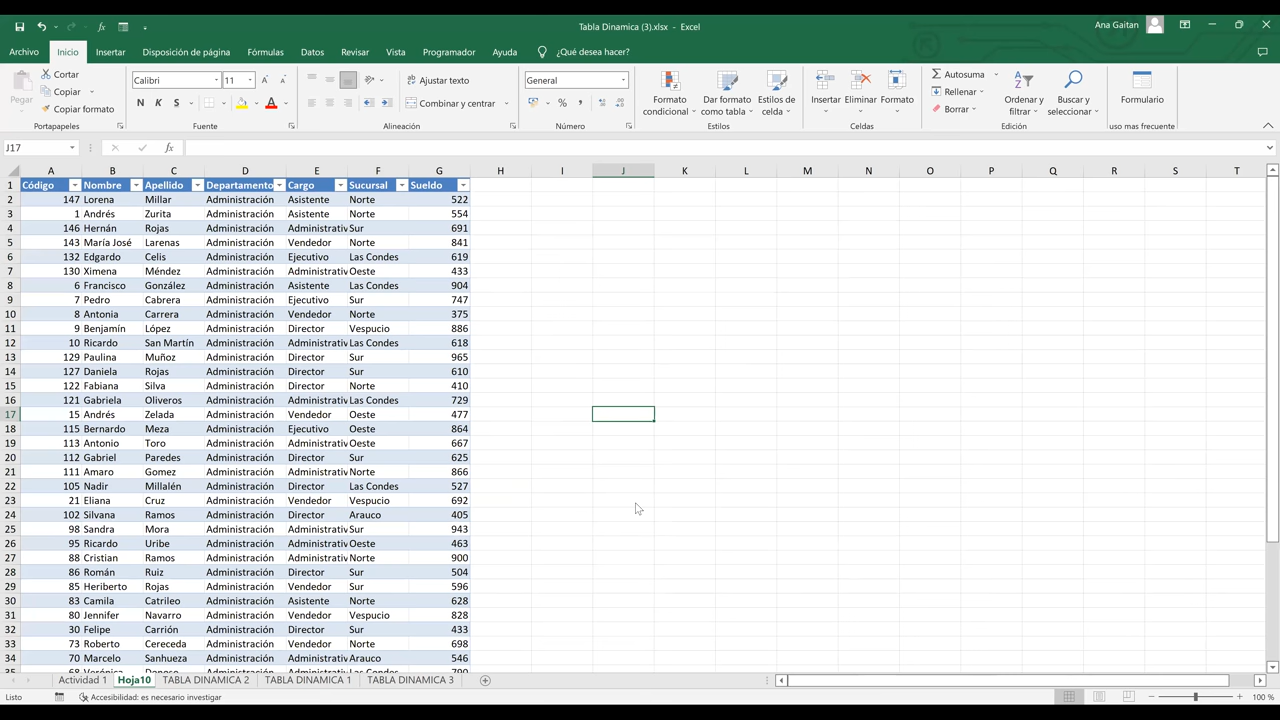 Tabla Dinamica (3).xlsx - Excel
Ana Gaitan
Archivo Inicio Insertar Disposición de página Fórmulas Datos Revisar Vista Programador Ayuda ¿Qué desea hacer?
Pegar
Cortar
Copiar
Copiar formato
Portapapeles
Calibri 11
N K S
Fuente
Ajustar texto
Combinar y centrar
Alineación
General
Número
Formato condicional
Dar formato como tabla
Estilos de celda
Estilos
Insertar Eliminar Formato
Celdas
Autosuma
Rellenar
Borrar
Ordenar y filtrar
Buscar y seleccionar
Edición
Formulario
uso mas frecuente
J17 fx
A B C D E F G H I J K L M N O P Q R S T
1 Código Nombre Apellido Departamento Cargo Sucursal Sueldo
2 147 Lorena Millar Administración Asistente Norte 522
3 1 Andrés Zurita Administración Asistente Norte 554
4 146 Hernán Rojas Administración Administrativ Sur 691
5 143 María José Larenas Administración Vendedor Norte 841
6 132 Edgardo Celis Administración Ejecutivo Las Condes 619
7 130 Ximena Méndez Administración Administrativ Oeste 433
8 6 Francisco González Administración Asistente Las Condes 904
9 7 Pedro Cabrera Administración Ejecutivo Sur 747
10 8 Antonia Carrera Administración Vendedor Norte 375
11 9 Benjamín López Administración Director Vespucio 886
12 10 Ricardo San Martín Administración Administrativ Las Condes 618
13 129 Paulina Muñoz Administración Director Sur 965
14 127 Daniela Rojas Administración Director Sur 610
15 122 Fabiana Silva Administración Director Norte 410
16 121 Gabriela Oliveros Administración Administrativ Las Condes 729
17 15 Andrés Zelada Administración Vendedor Oeste 477
18 115 Bernardo Meza Administración Ejecutivo Oeste 864
19 113 Antonio Toro Administración Administrativ Oeste 667
20 112 Gabriel Paredes Administración Director Sur 625
21 111 Amaro Gomez Administración Administrativ Norte 866
22 105 Nadir Millalén Administración Director Las Condes 527
23 21 Eliana Cruz Administración Vendedor Vespucio 692
24 102 Silvana Ramos Administración Director Arauco 405
25 98 Sandra Mora Administración Administrativ Sur 943
26 95 Ricardo Uribe Administración Administrativ Oeste 463
27 88 Cristian Ramos Administración Administrativ Norte 900
28 86 Román Ruiz Administración Director Sur 504
29 85 Heriberto Rojas Administración Vendedor Sur 596
30 83 Camila Catrileo Administración Asistente Norte 628
31 80 Jennifer Navarro Administración Vendedor Vespucio 828
32 30 Felipe Carrión Administración Director Sur 433
33 73 Roberto Cereceda Administración Vendedor Norte 698
34 70 Marcelo Sanhueza Administración Administrativ Arauco 546
Actividad 1 Hoja10 TABLA DINAMICA 2 TABLA DINAMICA 1 TABLA DINAMICA 3
Listo Accesibilidad: es necesario investigar 100 %